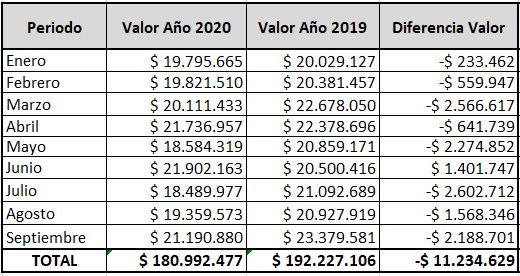 Periodo Valor Año 2020 Valor Año 2019 Diferencia Valor
Enero $ 19.795.665 $ 20.029.127 -$ 233.462
Febrero $ 19.821.510 $ 20.381.457 -$ 559.947
Marzo $ 20.111.433 $ 22.678.050 -$ 2.566.617
Abril $ 21.736.957 $ 22.378.696 -$ 641.739
Mayo $ 18.584.319 $ 20.859.171 -$ 2.274.852
Junio $ 21.902.163 $ 20.500.416 $ 1.401.747
Julio $ 18.489.977 $ 21.092.689 -$ 2.602.712
Agosto $ 19.359.573 $ 20.927.919 -$ 1.568.346
Septiembre $ 21.190.880 $ 23.379.581 -$ 2.188.701
TOTAL $ 180.992.477 $ 192.227.106 -$ 11.234.629